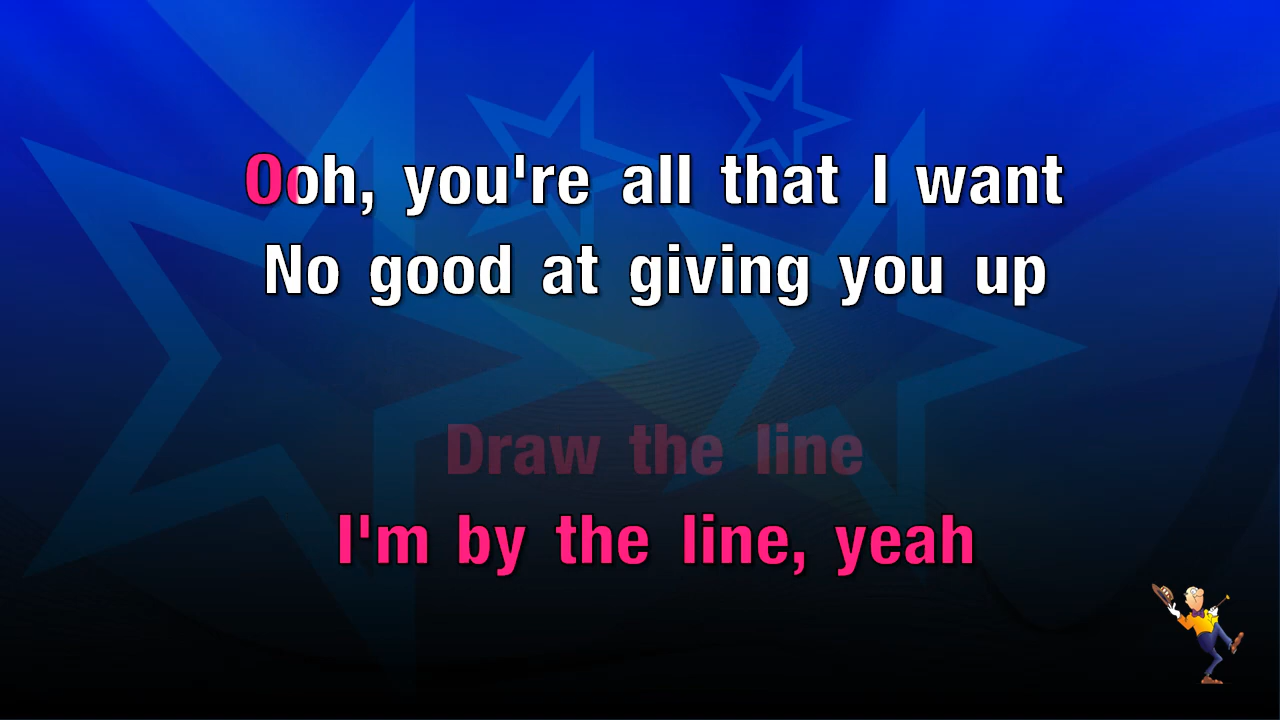 Ooh, you're all that I want
No good at giving you up
Draw the line
I'm by the line, yeah